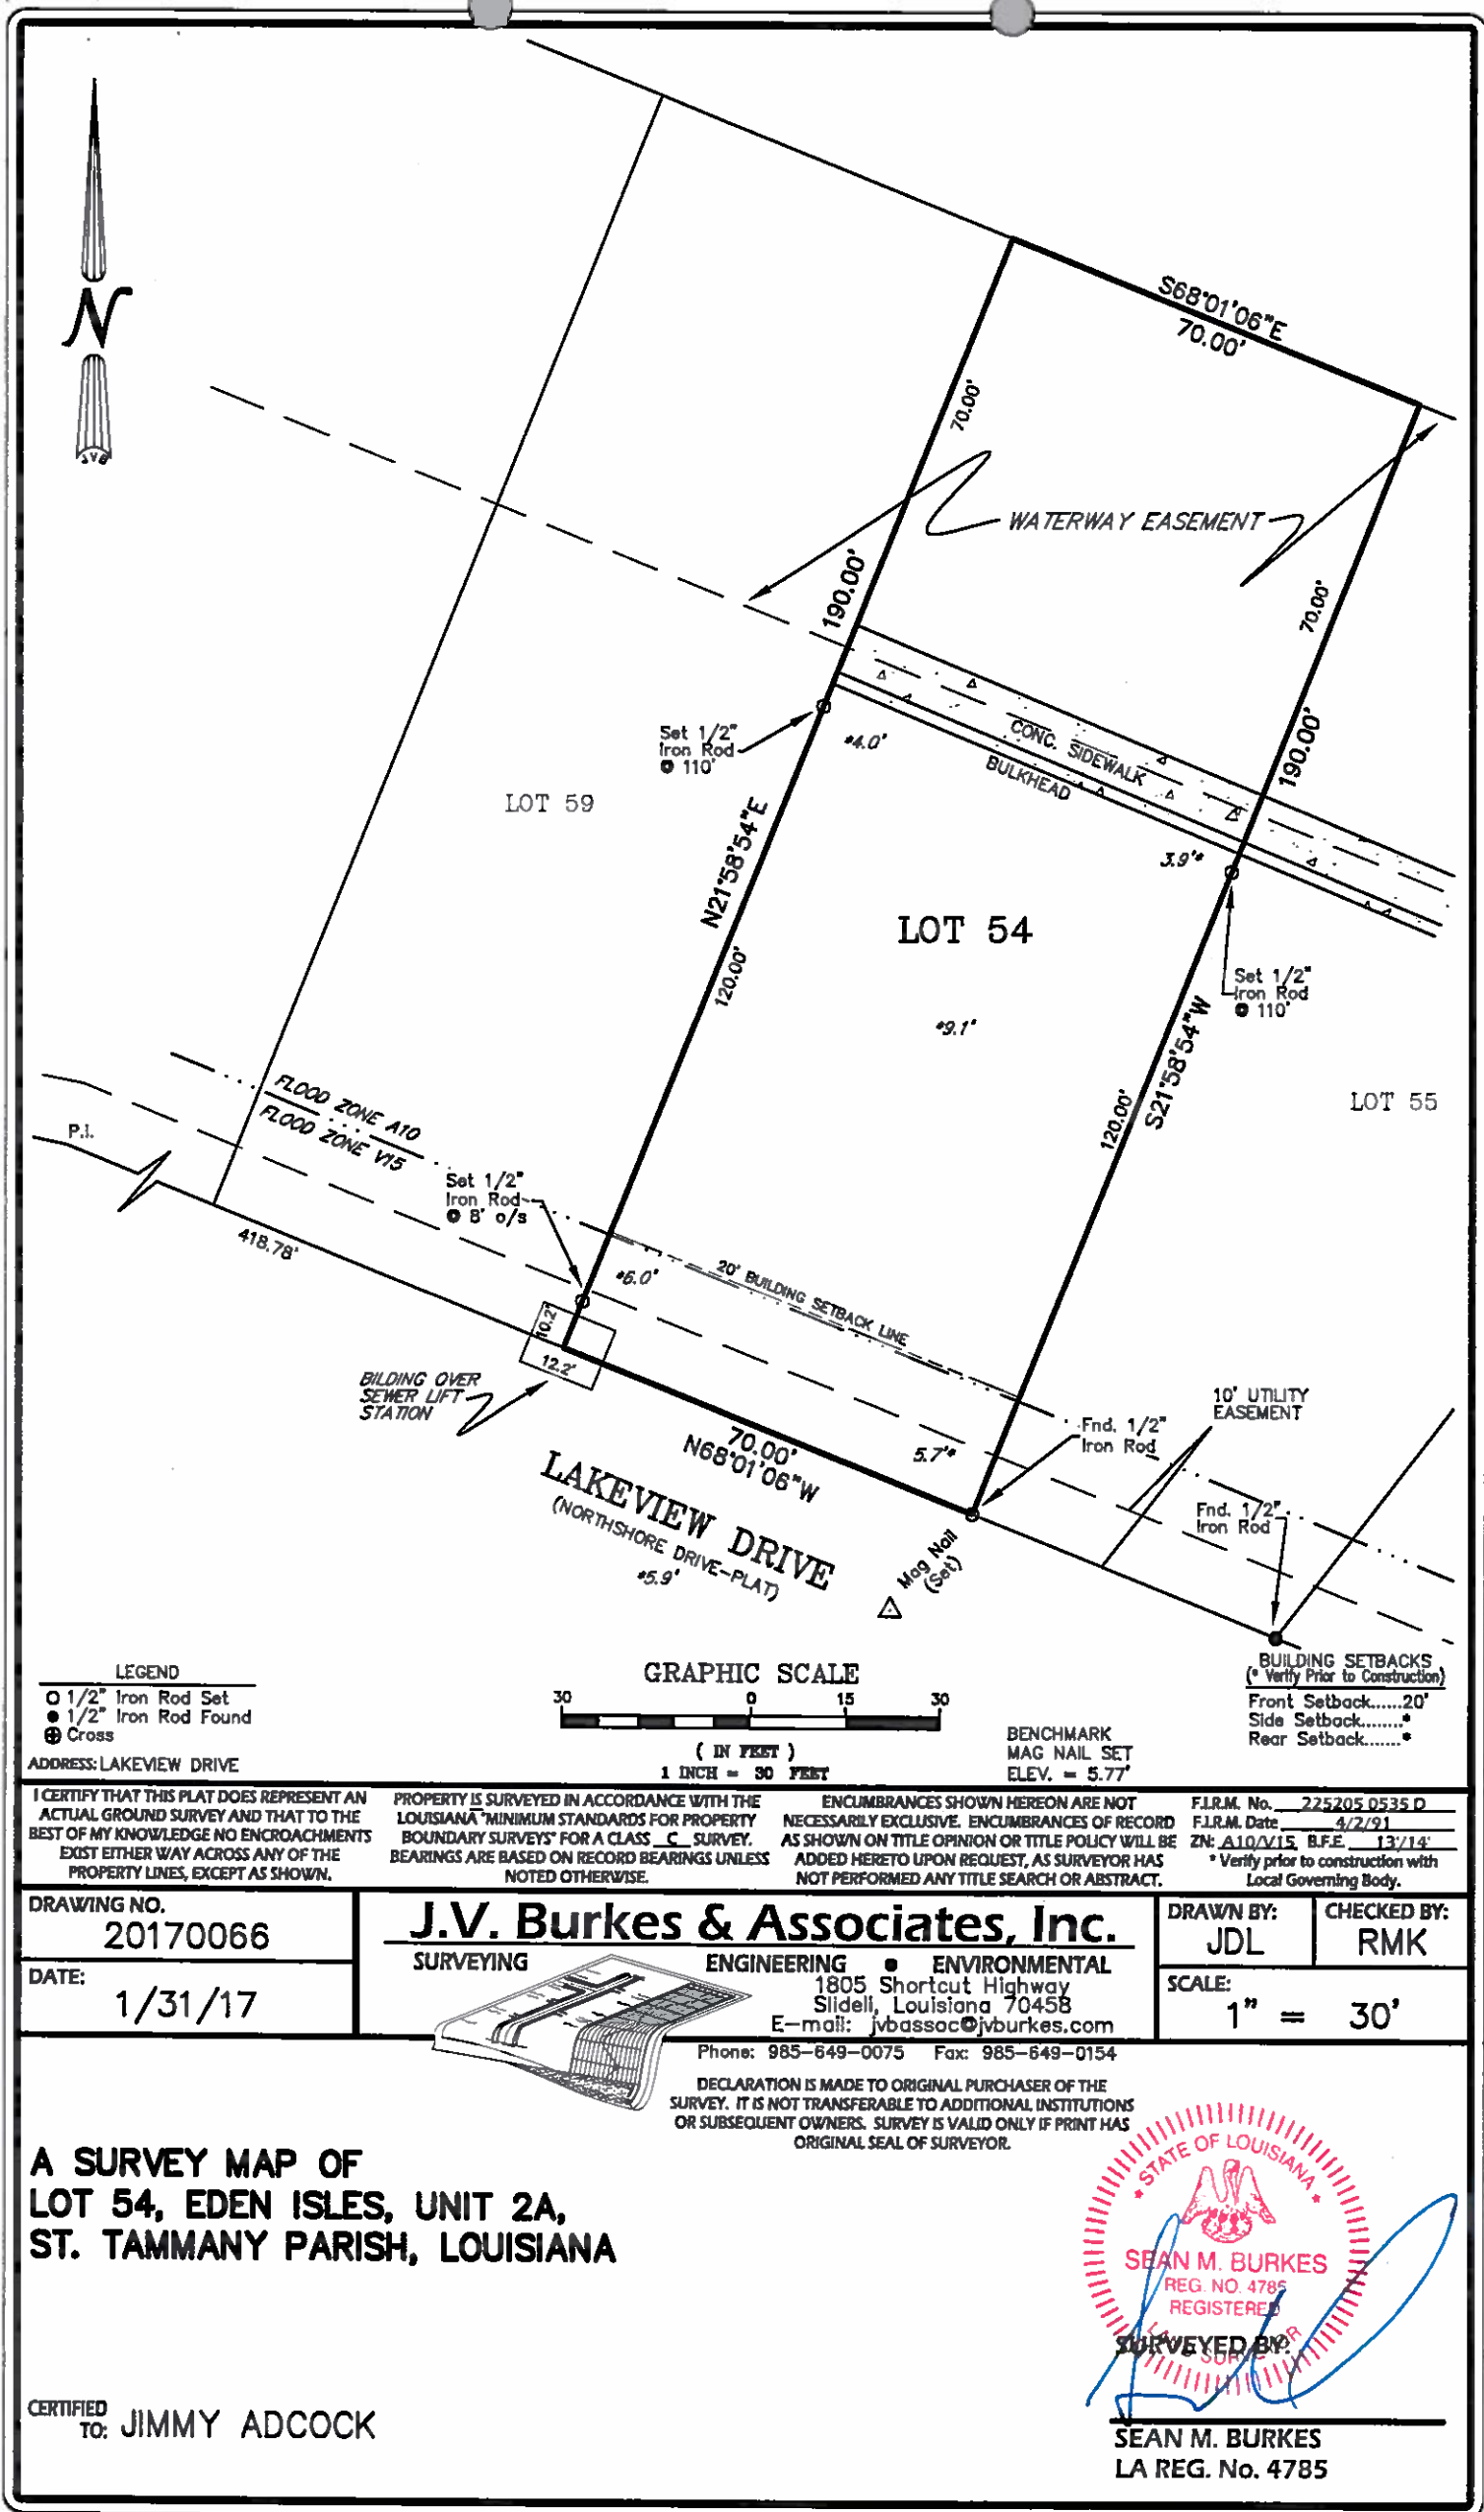 N
JVB
S68°01'06"E
70.00'
70.00'
WATERWAY EASEMENT
190.00'
70.00'
Set 1/2"
Iron Rod
@ 110'
*4.0'
CONC. SIDEWALK
BULKHEAD
190.00'
LOT 59
N21°58'54"E
3.9'*
LOT 54
120.00'
Set 1/2"
Iron Rod
@ 110'
*9.1'
S21°58'54"W
LOT 55
120.00'
FLOOD ZONE A10
FLOOD ZONE V15
P.I.
Set 1/2"
Iron Rod
@ 8' o/s
418.78'
*6.0'
20' BUILDING SETBACK LINE
10.2'
12.2'
BILDING OVER
SEWER LIFT
STATION
10' UTILITY
EASEMENT
Fnd. 1/2"
Iron Rod
5.7'*
70.00'
N68°01'06"W
LAKEVIEW DRIVE
(NORTHSHORE DRIVE-PLAT)
*5.9'
Mag Nail
(Set)
Fnd. 1/2"
Iron Rod
LEGEND
1/2" Iron Rod Set
1/2" Iron Rod Found
Cross
ADDRESS: LAKEVIEW DRIVE
GRAPHIC SCALE
30 0 15 30
( IN FEET )
1 INCH = 30 FEET
BENCHMARK
MAG NAIL SET
ELEV. = 5.77'
BUILDING SETBACKS
(* Verify Prior to Construction)
Front Setback......20'
Side Setback........*
Rear Setback.......*
I CERTIFY THAT THIS PLAT DOES REPRESENT AN
ACTUAL GROUND SURVEY AND THAT TO THE
BEST OF MY KNOWLEDGE NO ENCROACHMENTS
EXIST EITHER WAY ACROSS ANY OF THE
PROPERTY LINES, EXCEPT AS SHOWN.
PROPERTY IS SURVEYED IN ACCORDANCE WITH THE
LOUISIANA "MINIMUM STANDARDS FOR PROPERTY
BOUNDARY SURVEYS" FOR A CLASS C SURVEY.
BEARINGS ARE BASED ON RECORD BEARINGS UNLESS
NOTED OTHERWISE.
ENCUMBRANCES SHOWN HEREON ARE NOT
NECESSARILY EXCLUSIVE. ENCUMBRANCES OF RECORD
AS SHOWN ON TITLE OPINION OR TITLE POLICY WILL BE
ADDED HERETO UPON REQUEST, AS SURVEYOR HAS
NOT PERFORMED ANY TITLE SEARCH OR ABSTRACT.
F.I.R.M. No. 225205 0535 D
F.I.R.M. Date 4/2/91
ZN: A10/V15 B.F.E. 13'/14'
* Verify prior to construction with
Local Governing Body.
DRAWING NO.
20170066
DATE:
1/31/17
J.V. Burkes & Associates, Inc.
SURVEYING ENGINEERING ● ENVIRONMENTAL
1805 Shortcut Highway
Slidell, Louisiana 70458
E-mail: jvbassoc@jvburkes.com
Phone: 985-649-0075 Fax: 985-649-0154
DRAWN BY:
JDL
CHECKED BY:
RMK
SCALE:
1" = 30'
DECLARATION IS MADE TO ORIGINAL PURCHASER OF THE
SURVEY. IT IS NOT TRANSFERABLE TO ADDITIONAL INSTITUTIONS
OR SUBSEQUENT OWNERS. SURVEY IS VALID ONLY IF PRINT HAS
ORIGINAL SEAL OF SURVEYOR.
A SURVEY MAP OF
LOT 54, EDEN ISLES, UNIT 2A,
ST. TAMMANY PARISH, LOUISIANA
STATE OF LOUISIANA
SEAN M. BURKES
REG. NO. 4785
REGISTERED
LAND SURVEYOR
SURVEYED BY:
SEAN M. BURKES
LA REG. No. 4785
CERTIFIED
TO: JIMMY ADCOCK